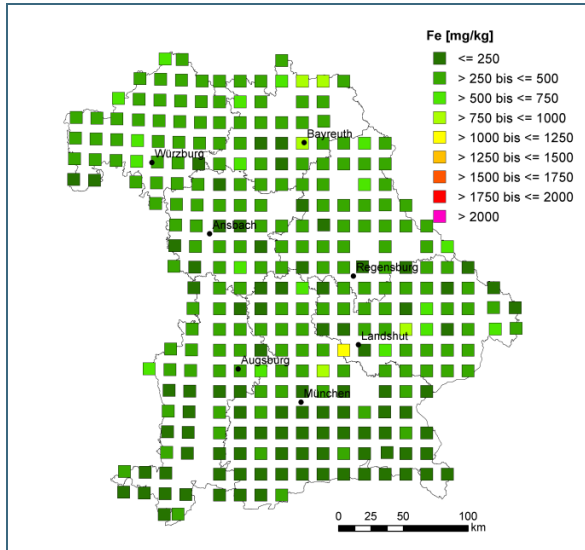 Fe [mg/kg]
<= 250
> 250 bis <= 500
> 500 bis <= 750
> 750 bis <= 1000
> 1000 bis <= 1250
> 1250 bis <= 1500
> 1500 bis <= 1750
> 1750 bis <= 2000
> 2000
Bayreuth
Würzburg
Ansbach
Regensburg
Landshut
Augsburg
München
0 25 50 100
km